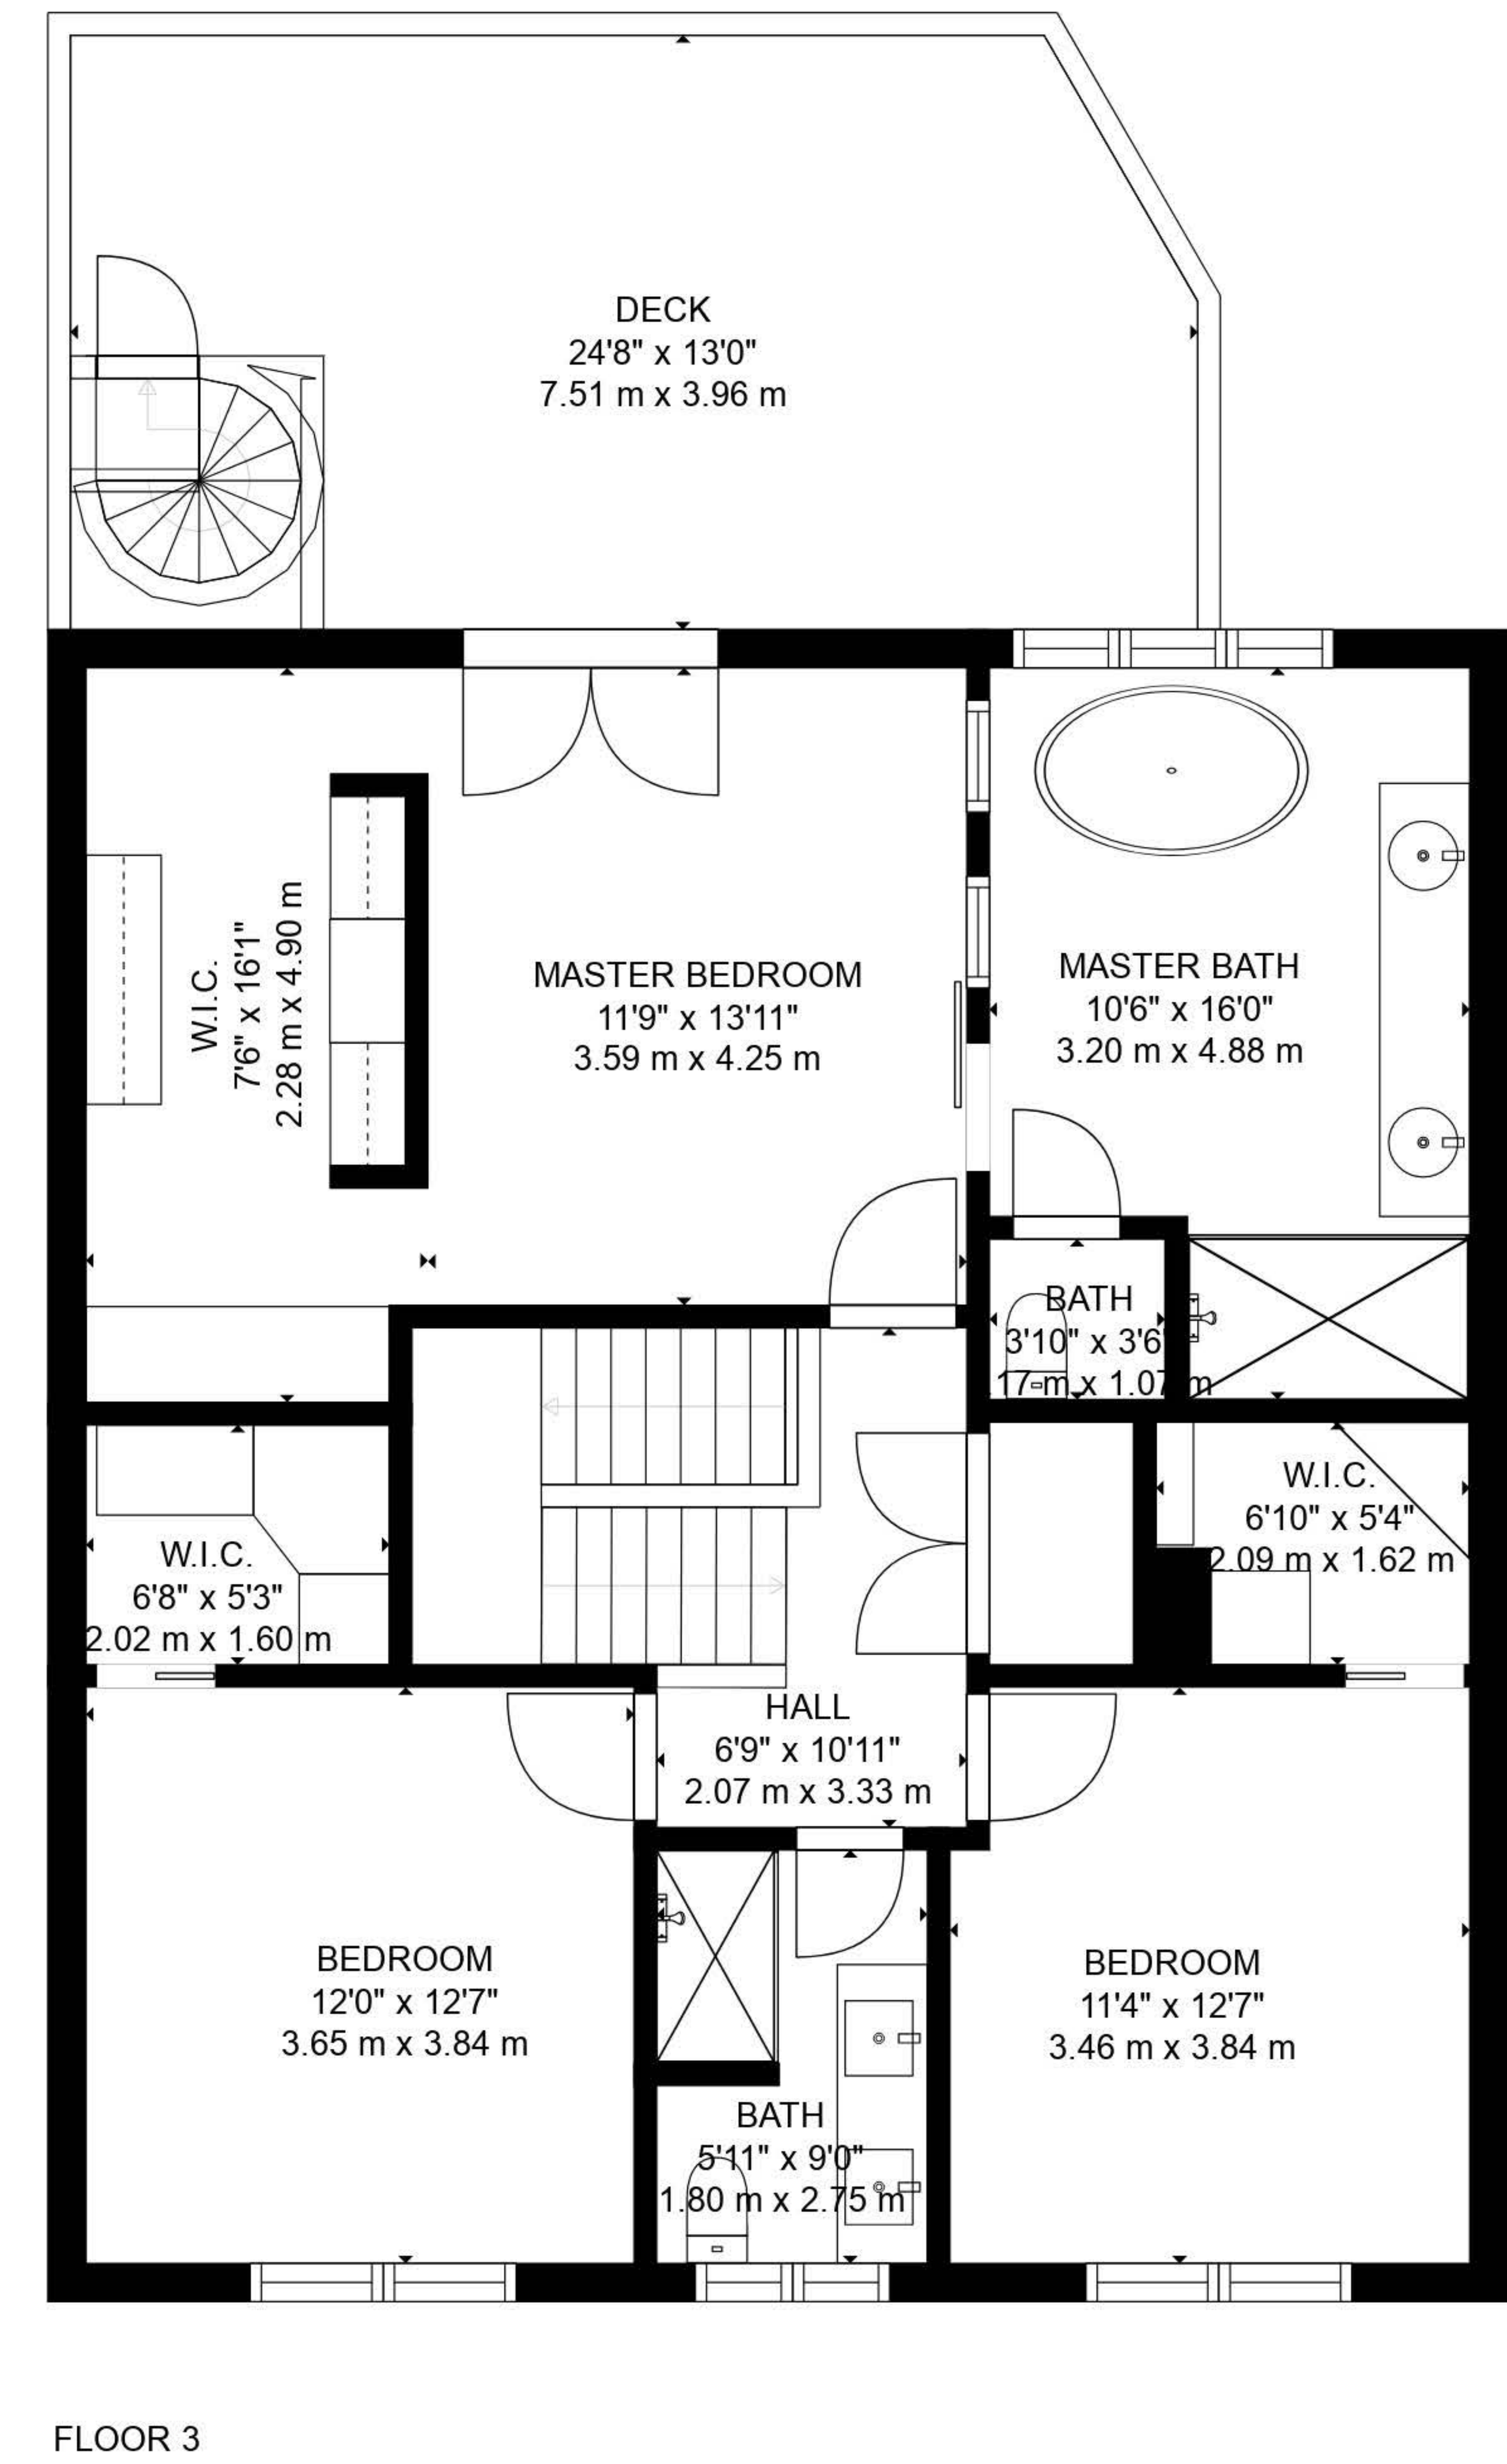 DECK
24'8" x 13'0"
7.51 m x 3.96 m
W.I.C.
7'6" x 16'1"
2.28 m x 4.90 m
MASTER BEDROOM
11'9" x 13'11"
3.59 m x 4.25 m
MASTER BATH
10'6" x 16'0"
3.20 m x 4.88 m
BATH
3'10" x 3'6"
17 m x 1.07 m
W.I.C.
6'10" x 5'4"
2.09 m x 1.62 m
W.I.C.
6'8" x 5'3"
2.02 m x 1.60 m
HALL
6'9" x 10'11"
2.07 m x 3.33 m
BEDROOM
12'0" x 12'7"
3.65 m x 3.84 m
BEDROOM
11'4" x 12'7"
3.46 m x 3.84 m
BATH
5'11" x 9'0"
1.80 m x 2.75 m
FLOOR 3